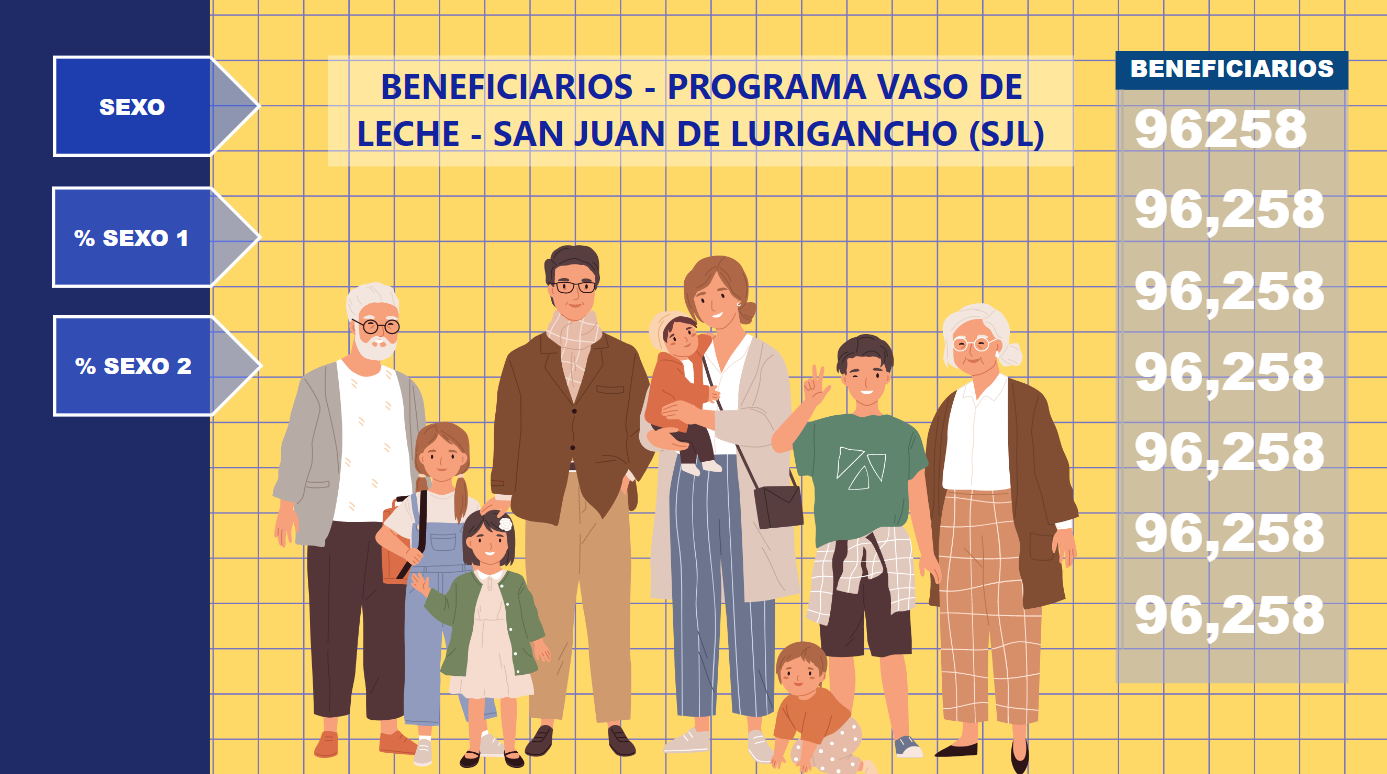 SEXO
% SEXO 1
% SEXO 2
BENEFICIARIOS - PROGRAMA VASO DE
LECHE - SAN JUAN DE LURIGANCHO (SJL)
BENEFICIARIOS
96258
96,258
96,258
96,258
96,258
96,258
96,258